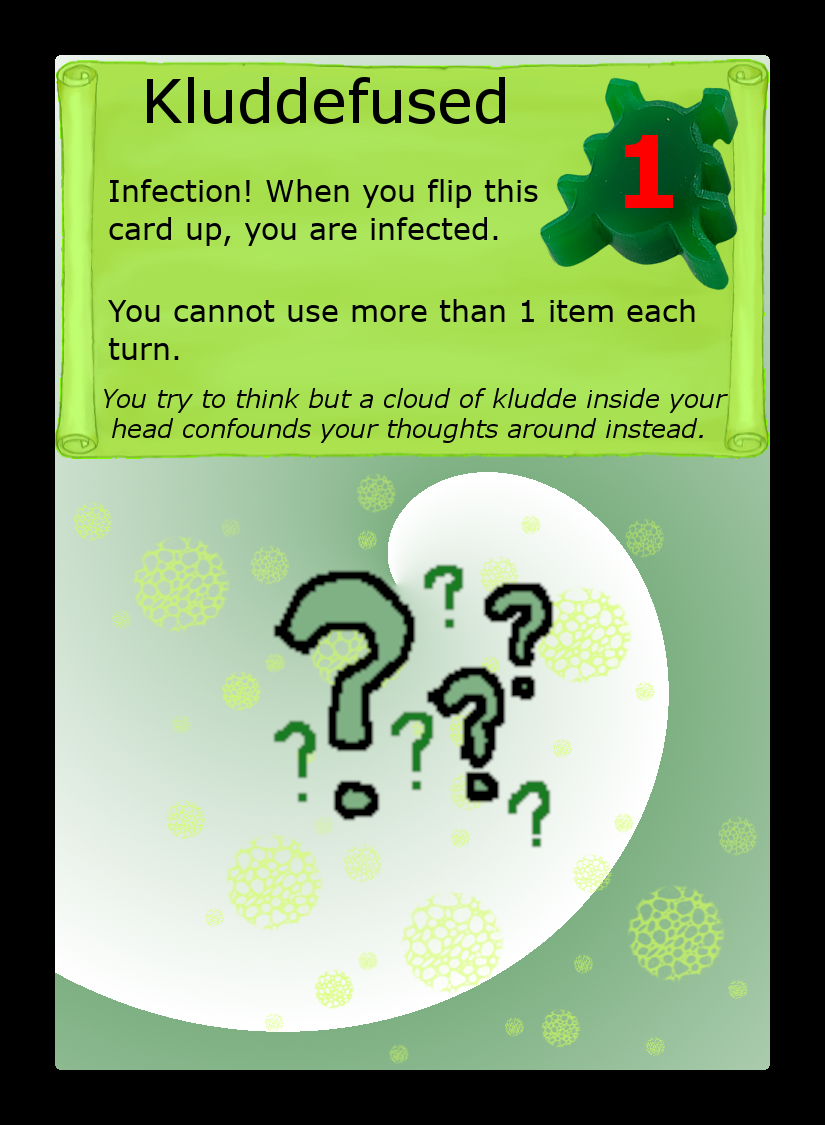 Kluddefused
1
Infection! When you flip this
card up, you are infected.
You cannot use more than 1 item each
turn.
You try to think but a cloud of kludde inside your
head confounds your thoughts around instead.
? ? ?
? ? ? ?